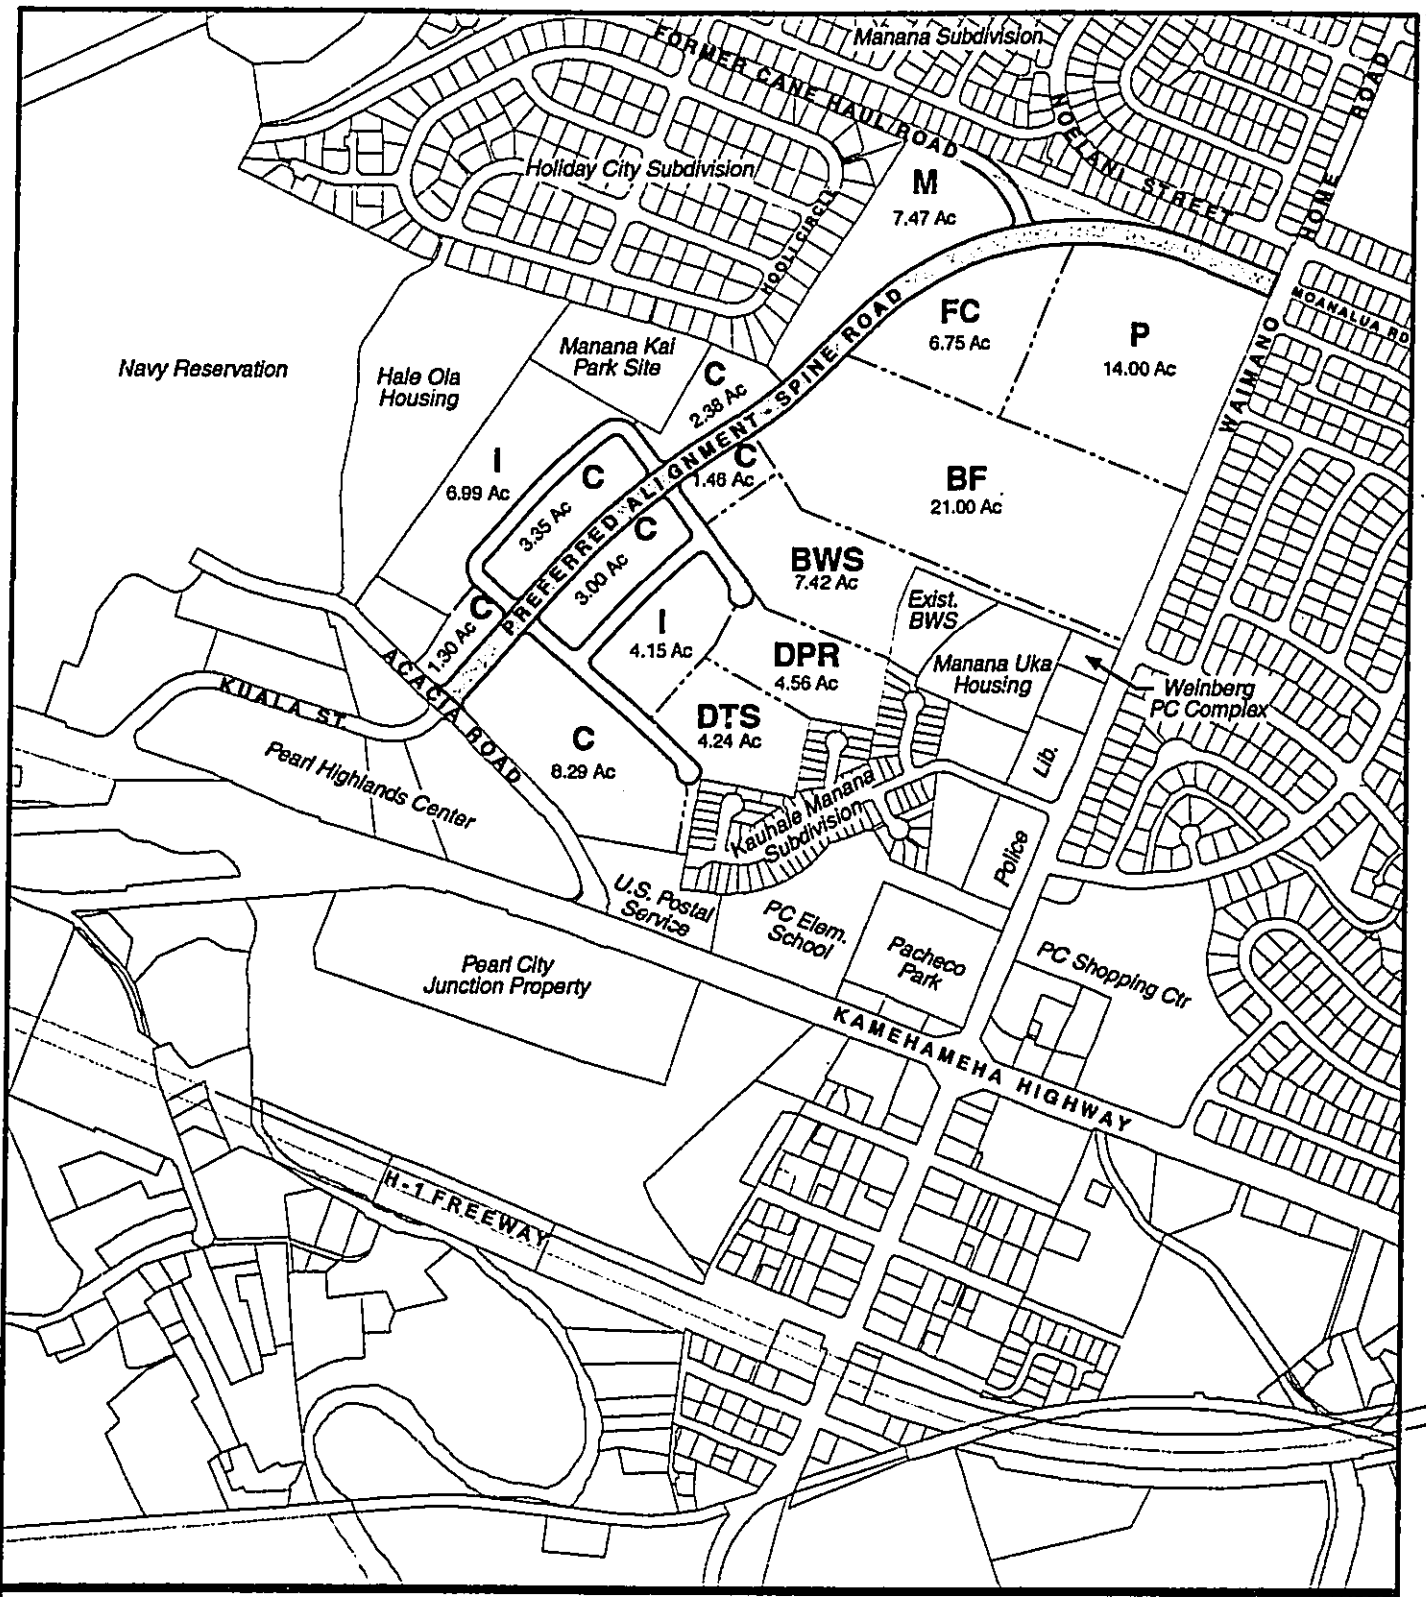 Manana Subdivision
FORMER CANE HAUL ROAD
NOELANI STREET
WAIMANO HOME ROAD
Holiday City Subdivision
HOOLI CIRCLE
M
7.47 Ac
MOANALUA RD
FC
6.75 Ac
P
14.00 Ac
Navy Reservation
Hale Ola
Housing
Manana Kai
Park Site
C
2.38 Ac
PREFERRED ALIGNMENT - SPINE ROAD
I
6.99 Ac
C
3.35 Ac
C
1.46 Ac
BF
21.00 Ac
C
3.00 Ac
BWS
7.42 Ac
Exist.
BWS
C
1.30 Ac
I
4.15 Ac
DPR
4.56 Ac
Manana Uka
Housing
Weinberg
PC Complex
ACACIA ROAD
KUALA ST.
DTS
4.24 Ac
C
8.29 Ac
Lib.
Pearl Highlands Center
Kauhale Manana
Subdivision
Police
U.S. Postal
Service
PC Elem.
School
Pacheco
Park
PC Shopping Ctr
Pearl City
Junction Property
KAMEHAMEHA HIGHWAY
H-1 FREEWAY